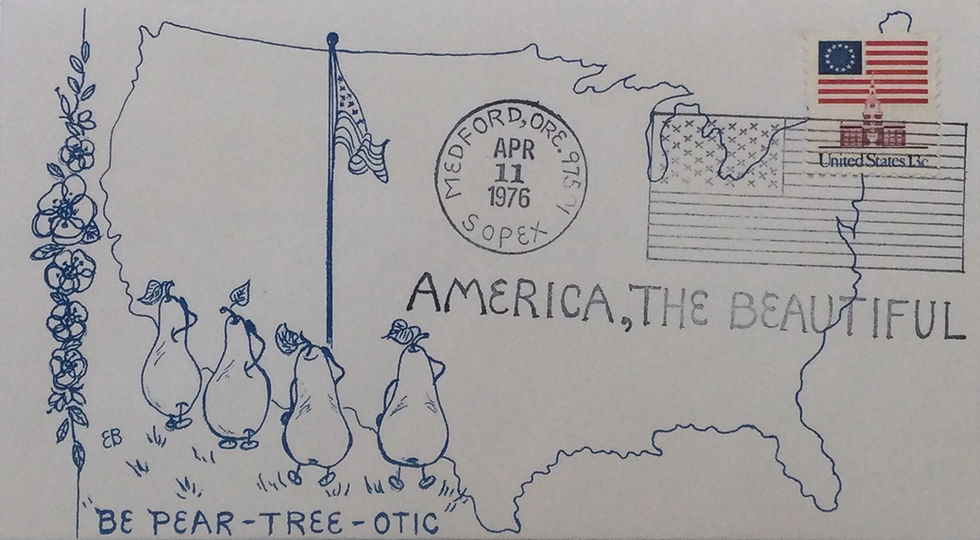 MEDFORD, ORE. 97501
APR
11
1976
SOPEX
United States 13c
AMERICA, THE BEAUTIFUL
EB
"BE PEAR-TREE-OTIC"